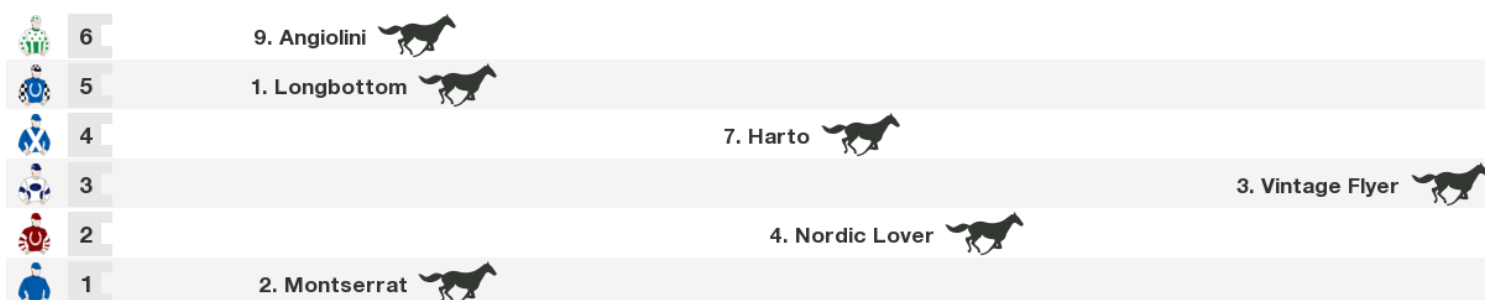 6 9. Angiolini
5 1. Longbottom
4 7. Harto
3 3. Vintage Flyer
2 4. Nordic Lover
1 2. Montserrat